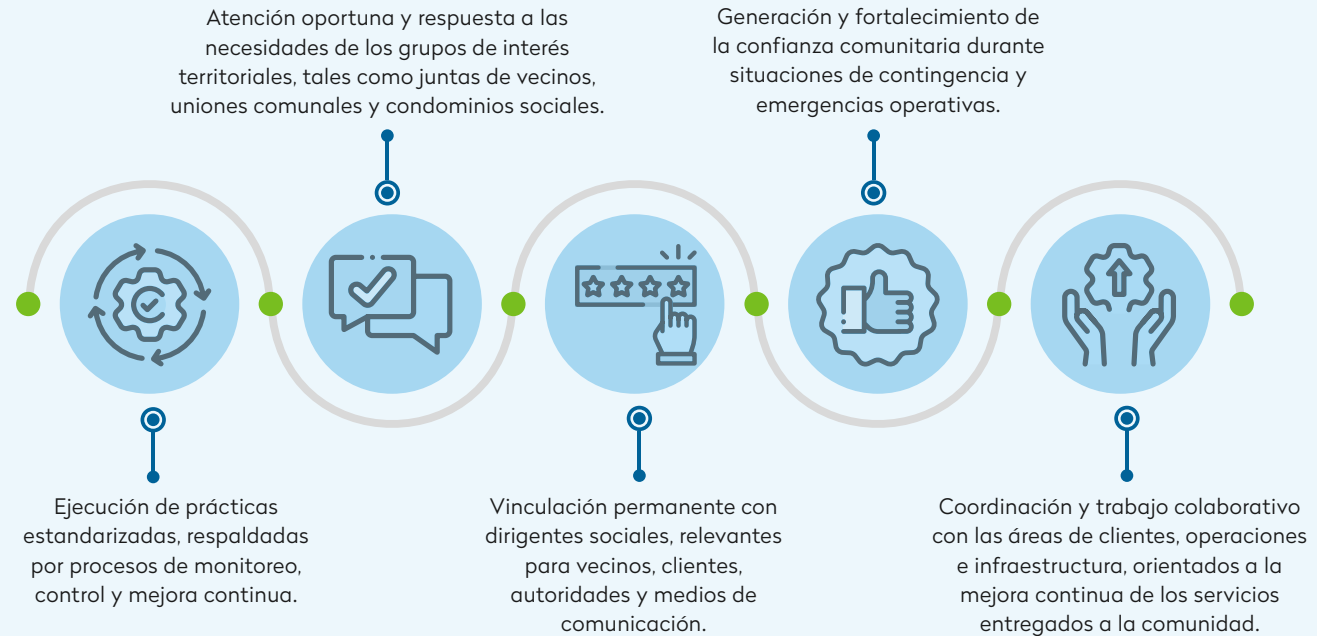 Atención oportuna y respuesta a las
necesidades de los grupos de interés
territoriales, tales como juntas de vecinos,
uniones comunales y condominios sociales.
Generación y fortalecimiento de
la confianza comunitaria durante
situaciones de contingencia y
emergencias operativas.
Ejecución de prácticas
estandarizadas, respaldadas
por procesos de monitoreo,
control y mejora continua.
Vinculación permanente con
dirigentes sociales, relevantes
para vecinos, clientes,
autoridades y medios de
comunicación.
Coordinación y trabajo colaborativo
con las áreas de clientes, operaciones
e infraestructura, orientados a la
mejora continua de los servicios
entregados a la comunidad.